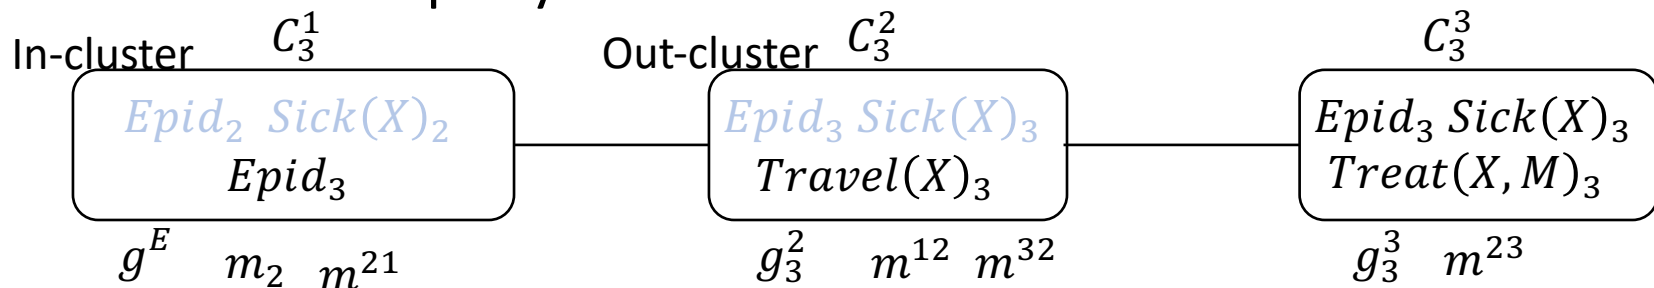 In-cluster C_3^1 Out-cluster C_3^2 C_3^3
Epid_2 Sick(X)_2 Epid_3 Sick(X)_3 Epid_3 Sick(X)_3
Epid_3 Travel(X)_3 Treat(X, M)_3
g^E m_2 m^{21} g_3^2 m^{12} m^{32} g_3^3 m^{23}